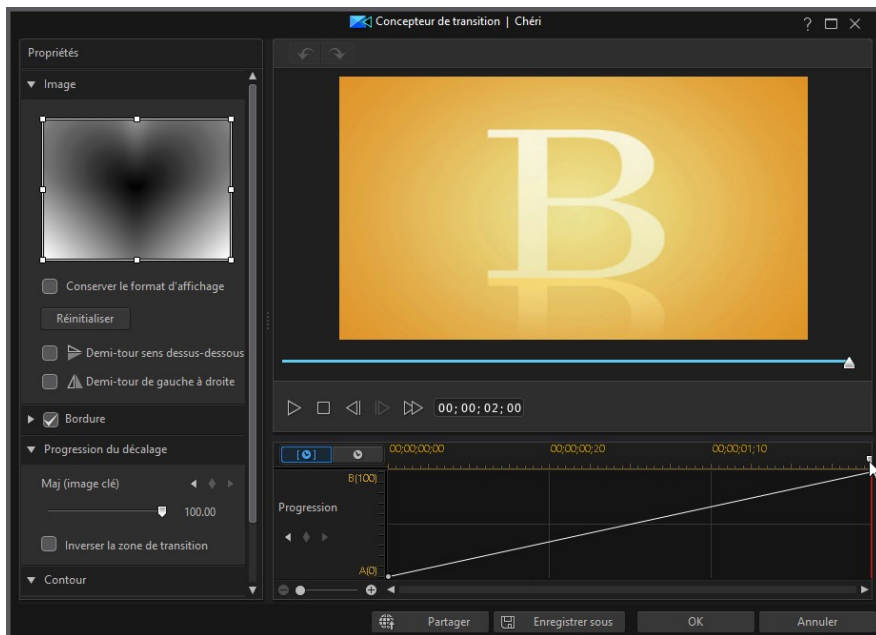 Concepteur de transition | Chéri
Propriétés
Image
Conserver le format d'affichage
Réinitialiser
Demi-tour sens dessus-dessous
Demi-tour de gauche à droite
Bordure
Progression du décalage
Maj (image clé)
100.00
Inverser la zone de transition
Contour
B
00; 00; 02; 00
00;00;00;00
00;00;00;20
00;00;01;10
B(100)
Progression
A(0)
Partager
Enregistrer sous
OK
Annuler